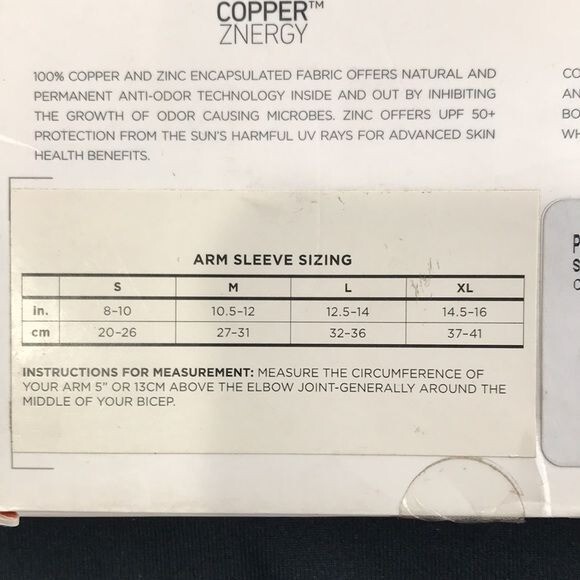 COPPER™
ZNERGY
100% COPPER AND ZINC ENCAPSULATED FABRIC OFFERS NATURAL AND
PERMANENT ANTI-ODOR TECHNOLOGY INSIDE AND OUT BY INHIBITING
THE GROWTH OF ODOR CAUSING MICROBES. ZINC OFFERS UPF 50+
PROTECTION FROM THE SUN'S HARMFUL UV RAYS FOR ADVANCED SKIN
HEALTH BENEFITS.
ARM SLEEVE SIZING
S M L XL
in. 8-10 10.5-12 12.5-14 14.5-16
cm 20-26 27-31 32-36 37-41
INSTRUCTIONS FOR MEASUREMENT: MEASURE THE CIRCUMFERENCE OF
YOUR ARM 5" OR 13CM ABOVE THE ELBOW JOINT-GENERALLY AROUND THE
MIDDLE OF YOUR BICEP.